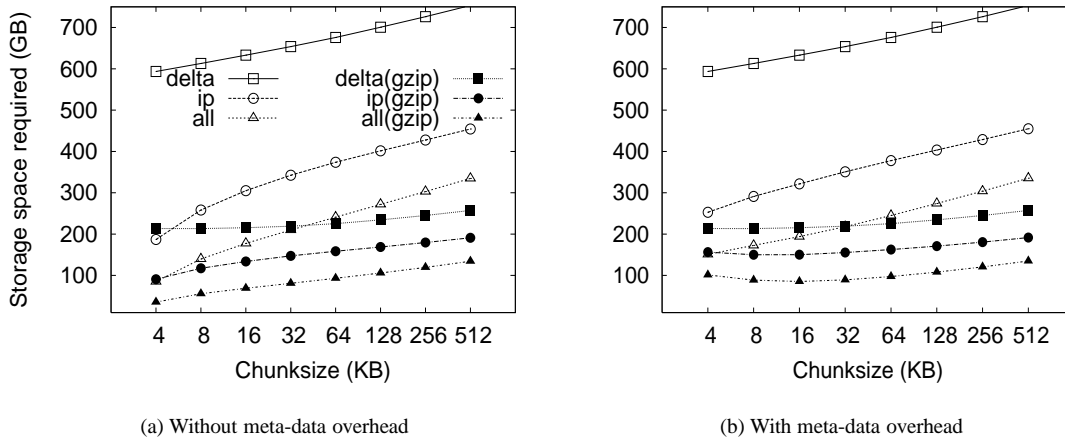 Storage space required (GB)
700
600
500
400
300
200
100
delta
ip
all
delta(gzip)
ip(gzip)
all(gzip)
4 8 16 32 64 128 256 512
Chunksize (KB)
(a) Without meta-data overhead
700
600
500
400
300
200
100
4 8 16 32 64 128 256 512
Chunksize (KB)
(b) With meta-data overhead